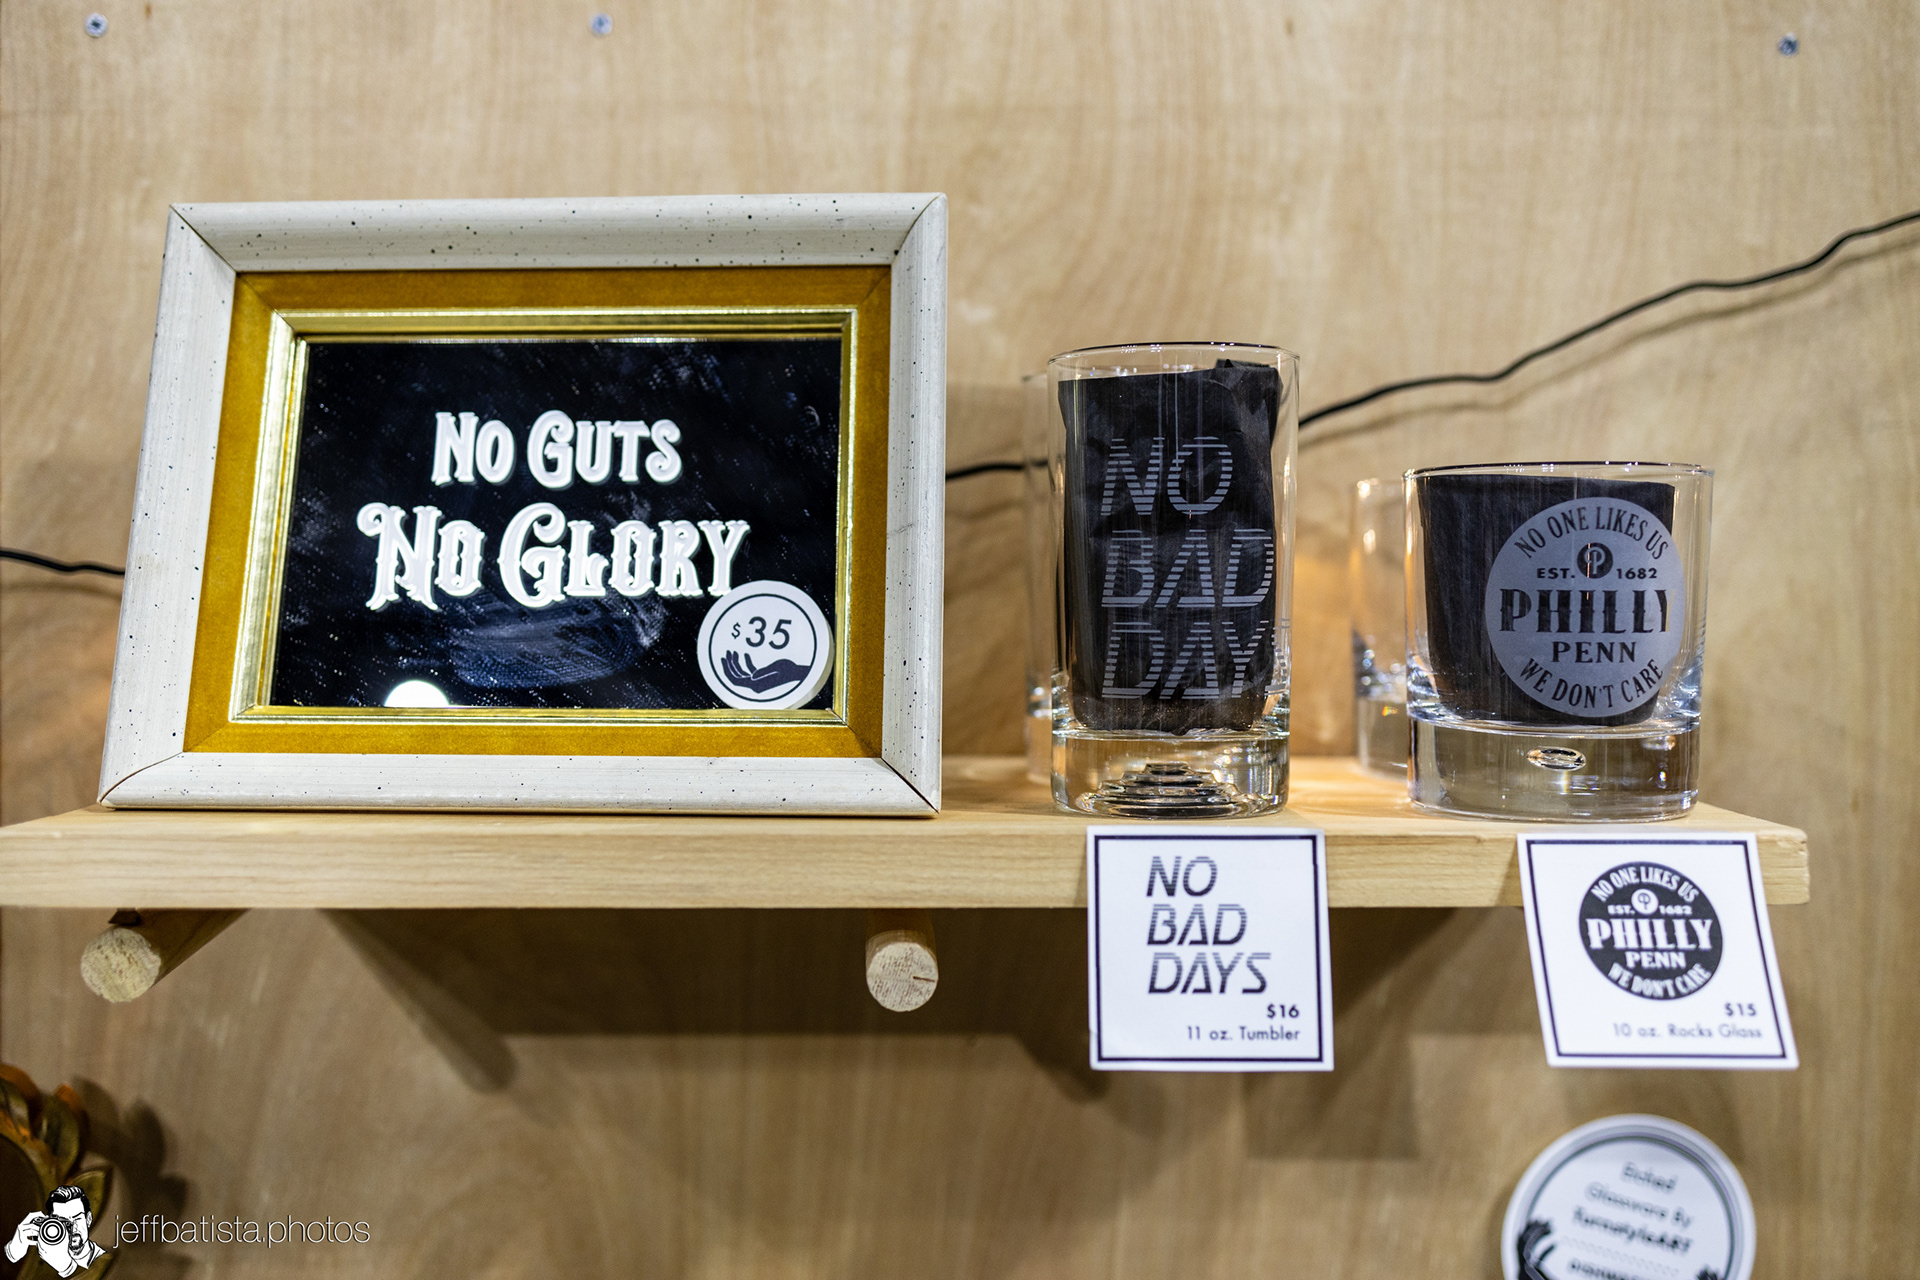 No Guts
No Glory
$35
NO
BAD
DAY
NO ONE LIKES US
EST. P 1682
PHILLY
PENN
WE DON'T CARE
NO
BAD
DAYS
$16
11 oz. Tumbler
NO ONE LIKES US
EST. P 1682
PHILLY
PENN
WE DON'T CARE
$15
10 oz. Rocks Glass
Etched
Glassware By
TurnstyleART
jeffbatista.photos